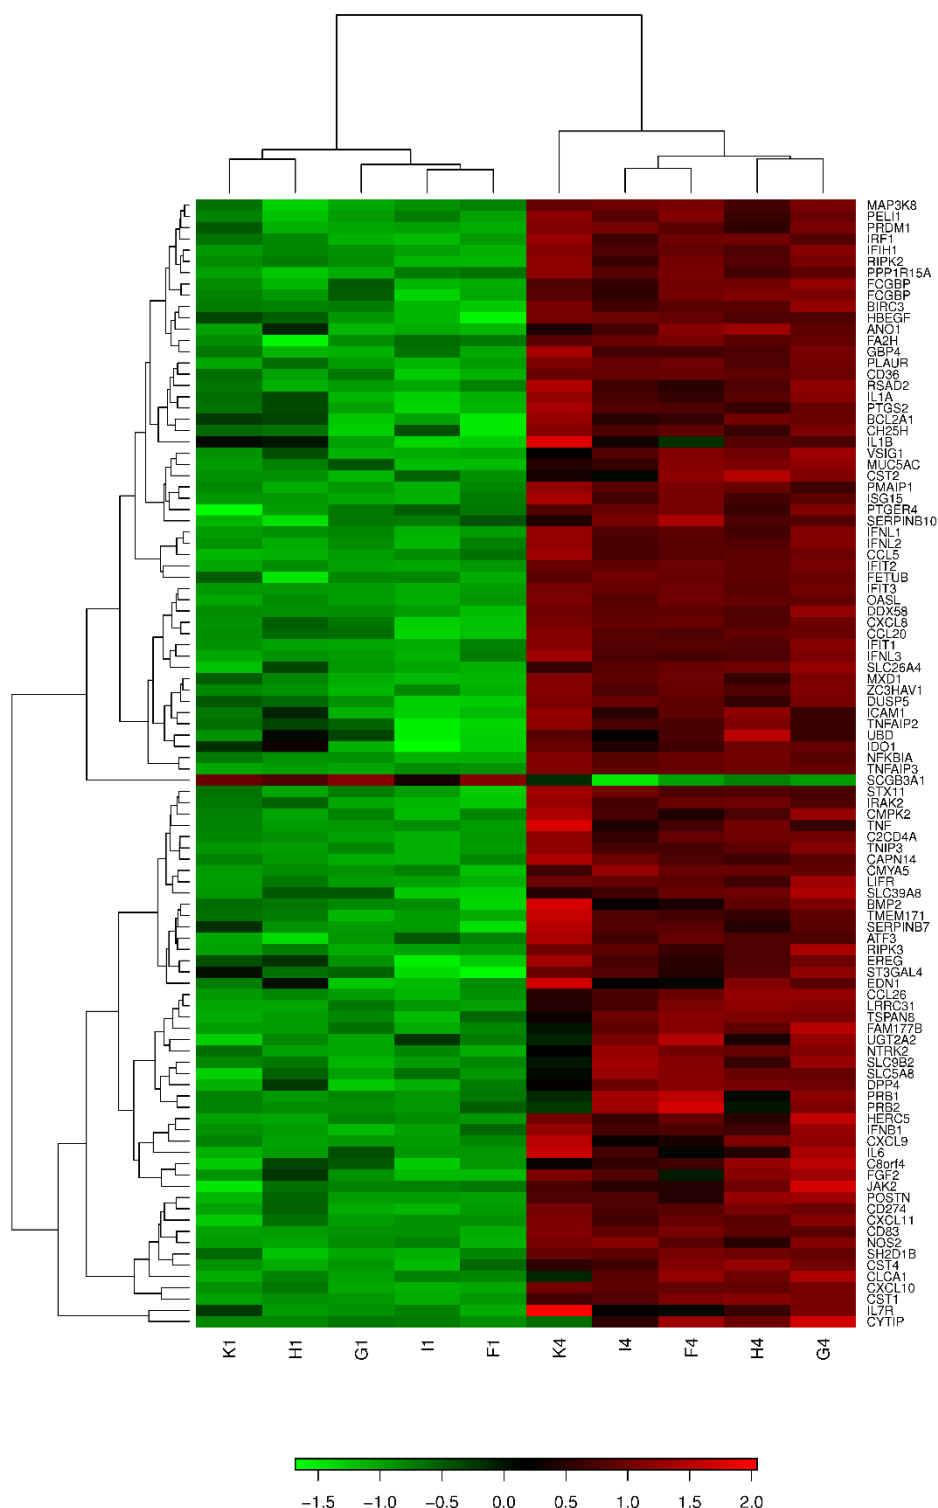 MAP3K8
PELI1
PRDM1
IRF1
IFIH1
RIPK2
PPP1R15A
FCGBP
FCGBP
BIRC3
HBEGF
ANO1
FA2H
GBP4
PLAUR
CD36
RSAD2
IL1A
PTGS2
BCL2A1
CH25H
IL1B
VSIG1
MUC5AC
CST2
PMAIP1
ISG15
PTGER4
SERPINB10
IFNL1
IFNL2
CCL5
IFIT2
FETUB
IFIT3
OASL
DDX58
CXCL8
CCL20
IFIT1
IFNL3
SLC26A4
MXD1
ZC3HAV1
DUSP5
ICAM1
TNFAIP2
UBD
IDO1
NFKBIA
TNFAIP3
SCGB3A1
STX11
IRAK2
CMPK2
TNF
C2CD4A
TNIP3
CAPN14
CMYA5
LIFR
SLC39A8
BMP2
TMEM171
SERPINB7
ATF3
RIPK3
EREG
ST3GAL4
EDN1
CCL26
LRRC31
TSPAN8
FAM177B
UGT2A2
NTRK2
SLC9B2
SLC5A8
DPP4
PRB1
PRB2
HERC5
IFNB1
CXCL9
IL6
C8orf4
FGF2
JAK2
POSTN
CD274
CXCL11
CD83
NOS2
SH2D1B
CST4
CLCA1
CXCL10
CST1
IL7R
CYTIP
K1 H1 G1 I1 F1 K4 I4 F4 H4 G4
−1.5 −1.0 −0.5 0.0 0.5 1.0 1.5 2.0